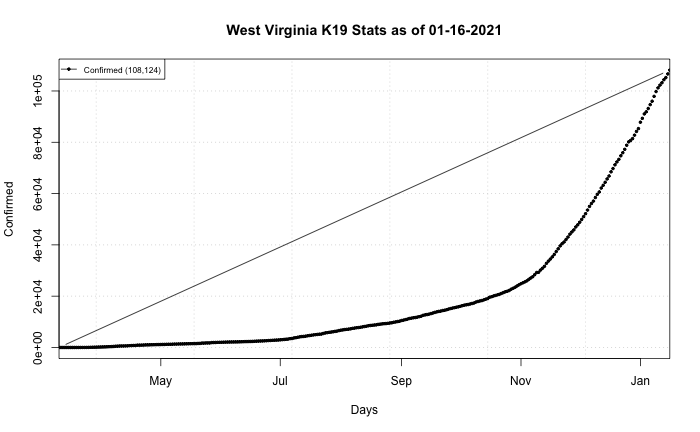 West Virginia K19 Stats as of 01-16-2021
Confirmed (108,124)
1e+05
8e+04
6e+04
4e+04
2e+04
0e+00
Confirmed
May Jul Sep Nov Jan
Days